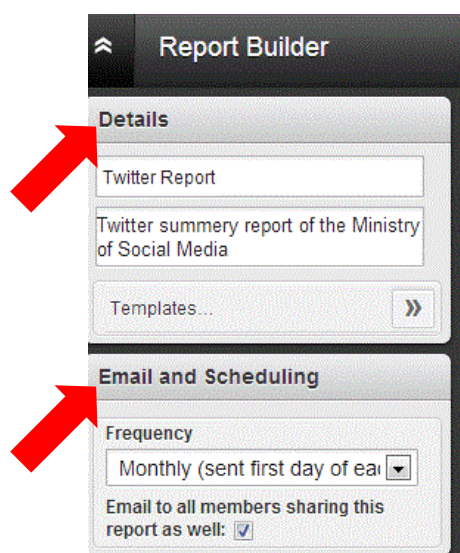 Report Builder
Details
Twitter Report
Twitter summery report of the Ministry
of Social Media
Templates...
Email and Scheduling
Frequency
Monthly (sent first day of ea
Email to all members sharing this
report as well: